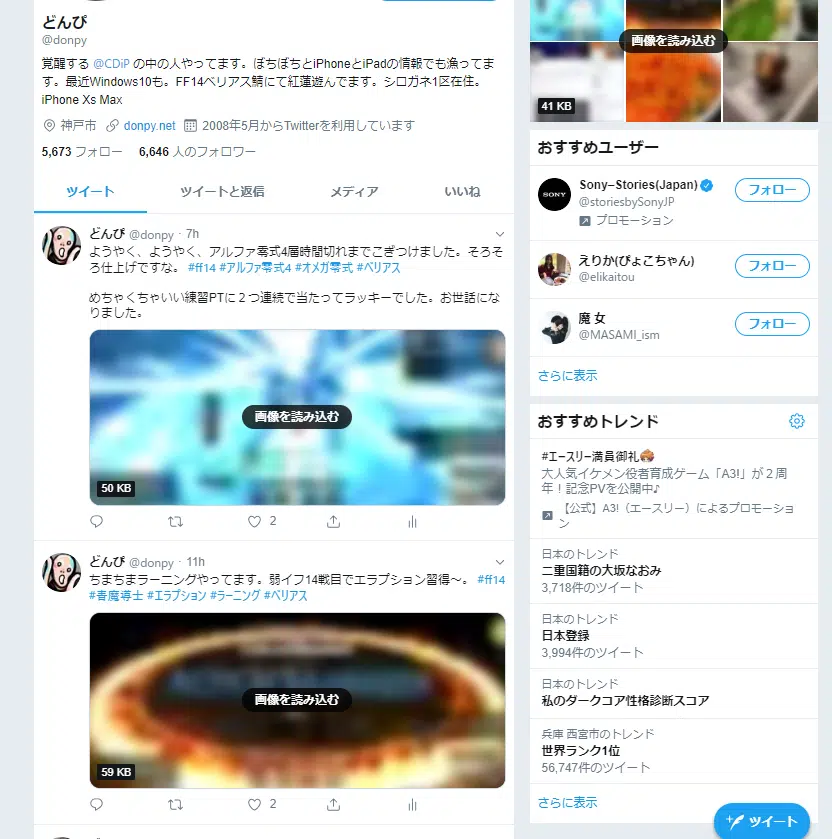 どんぴ
@donpy
覚醒する @CDiP の中の人やってます。ぼちぼちとiPhoneとiPadの情報でも漁ってま
す。最近Windows10も。FF14ベリアス鯖にて紅蓮遊んでます。シロガネ1区在住。
iPhone Xs Max
神戸市 donpy.net 2008年5月からTwitterを利用しています
5,673 フォロー 6,646 人のフォロワー
ツイート ツイートと返信 メディア いいね
どんぴ @donpy · 7h
ようやく、ようやく、アルファ零式4層時間切れまでこぎつけました。そろそ
ろ仕上げですな。 #ff14 #アルファ零式4 #オメガ零式 #ベリアス
めちゃくちゃいい練習PTに２つ連続で当たってラッキーでした。お世話にな
りました。
画像を読み込む
50 KB
2
どんぴ @donpy · 11h
ちまちまラーニングやってます。弱イフ14戦目でエラプション習得〜。 #ff14
#青魔導士 #エラプション #ラーニング #ベリアス
画像を読み込む
59 KB
2
画像を読み込む
41 KB
おすすめユーザー
SONY
Sony−Stories(Japan)
@storiesbySonyJP
プロモーション
フォロー
えりか(ぴょこちゃん)
@elikaitou
フォロー
魔 女
@MASAMI_ism
フォロー
さらに表示
おすすめトレンド
#エースリー満員御礼
大人気イケメン役者育成ゲーム「A3!」が２周
年！記念PVを公開中♪
【公式】A3!（エースリー）によるプロモーショ
ン
日本のトレンド
二重国籍の大坂なおみ
3,718件のツイート
日本のトレンド
日本登録
3,994件のツイート
日本のトレンド
私のダークコア性格診断スコア
兵庫 西宮市のトレンド
世界ランク1位
56,747件のツイート
さらに表示
ツイート